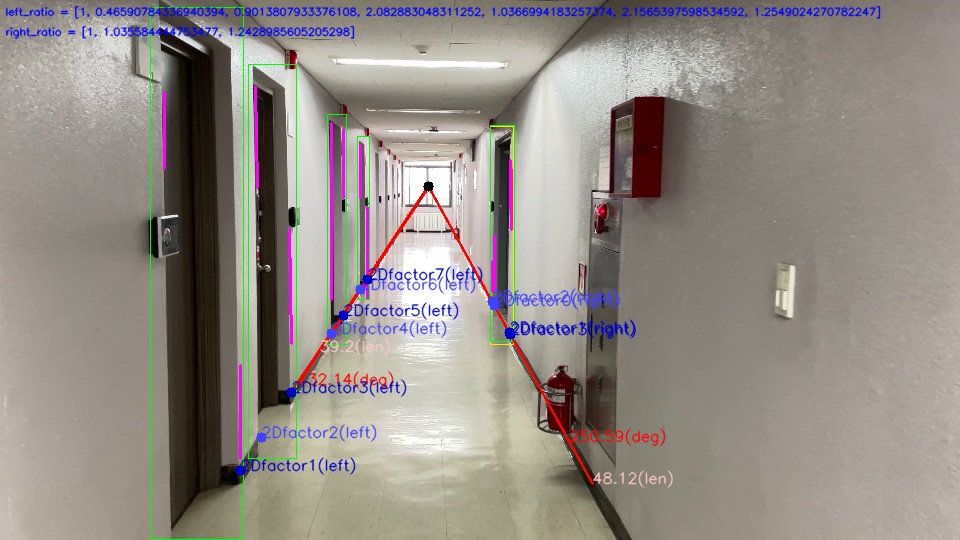 left_ratio = [1, 0.46590784336940394, 0.9013807933376108, 2.082883048311252, 1.0366994183257374, 2.1565397598534592, 1.2549024270782247]
right_ratio = [1, 1.035584444753477, 1.2428985605205298]
2Dfactor7(left)
2Dfactor6(left)
2Dfactor5(left)
2Dfactor4(left)
39.2(len)
32.14(deg)
2Dfactor3(left)
2Dfactor2(left)
2Dfactor1(left)
250.59(deg)
48.12(len)